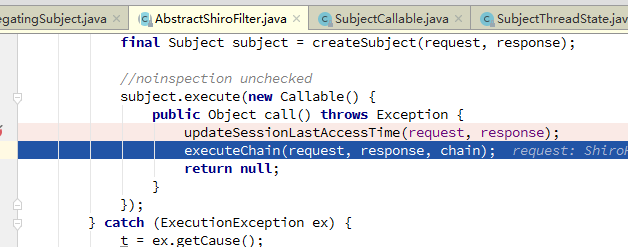 egatingSubject.java AbstractShiroFilter.java SubjectCallable.java SubjectThreadState.java
final Subject subject = createSubject(request, response);
//noinspection unchecked
subject.execute(new Callable() {
public Object call() throws Exception {
updateSessionLastAccessTime(request, response);
executeChain(request, response, chain); request: Shiro
return null;
}
});
} catch (ExecutionException ex) {
t = ex.getCause();